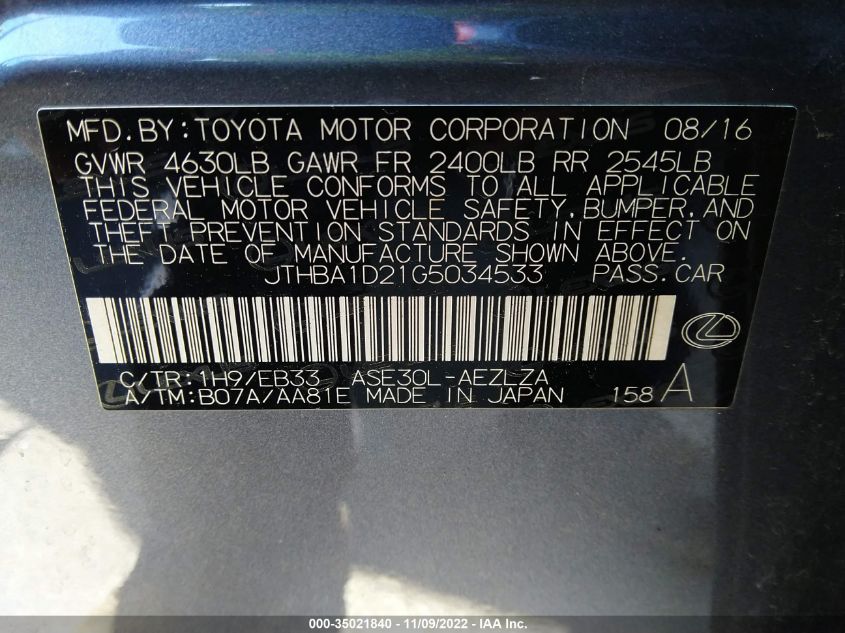 MFD.BY:TOYOTA MOTOR CORPORATION 08/16
GVWR 4630LB GAWR FR 2400LB RR 2545LB
THIS VEHICLE CONFORMS TO ALL APPLICABLE
FEDERAL MOTOR VEHICLE SAFETY,BUMPER,AND
THEFT PREVENTION STANDARDS IN EFFECT ON
THE DATE OF MANUFACTURE SHOWN ABOVE.
JTHBA1D21G5034533 PASS.CAR
C/TR:1H9/EB33 ASE30L-AEZLZA
A/TM:B07A/AA81E MADE IN JAPAN 158 A
000-35021840 - 11/09/2022 - IAA Inc.